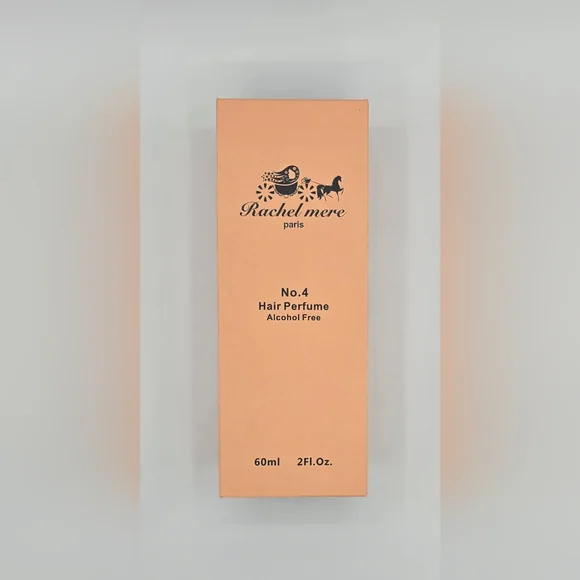 Rachel mere
paris
No.4
Hair Perfume
Alcohol Free
60ml 2Fl.Oz.